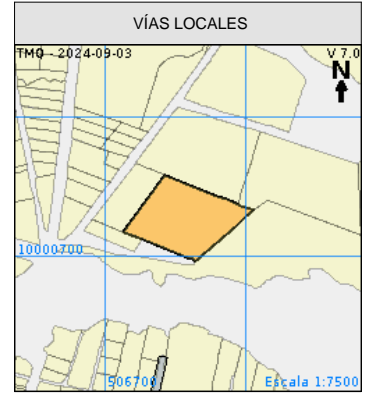 VÍAS LOCALES
TMQ - 2024-09-03 V 7.0
N
10000700
506700 Escala 1:7500